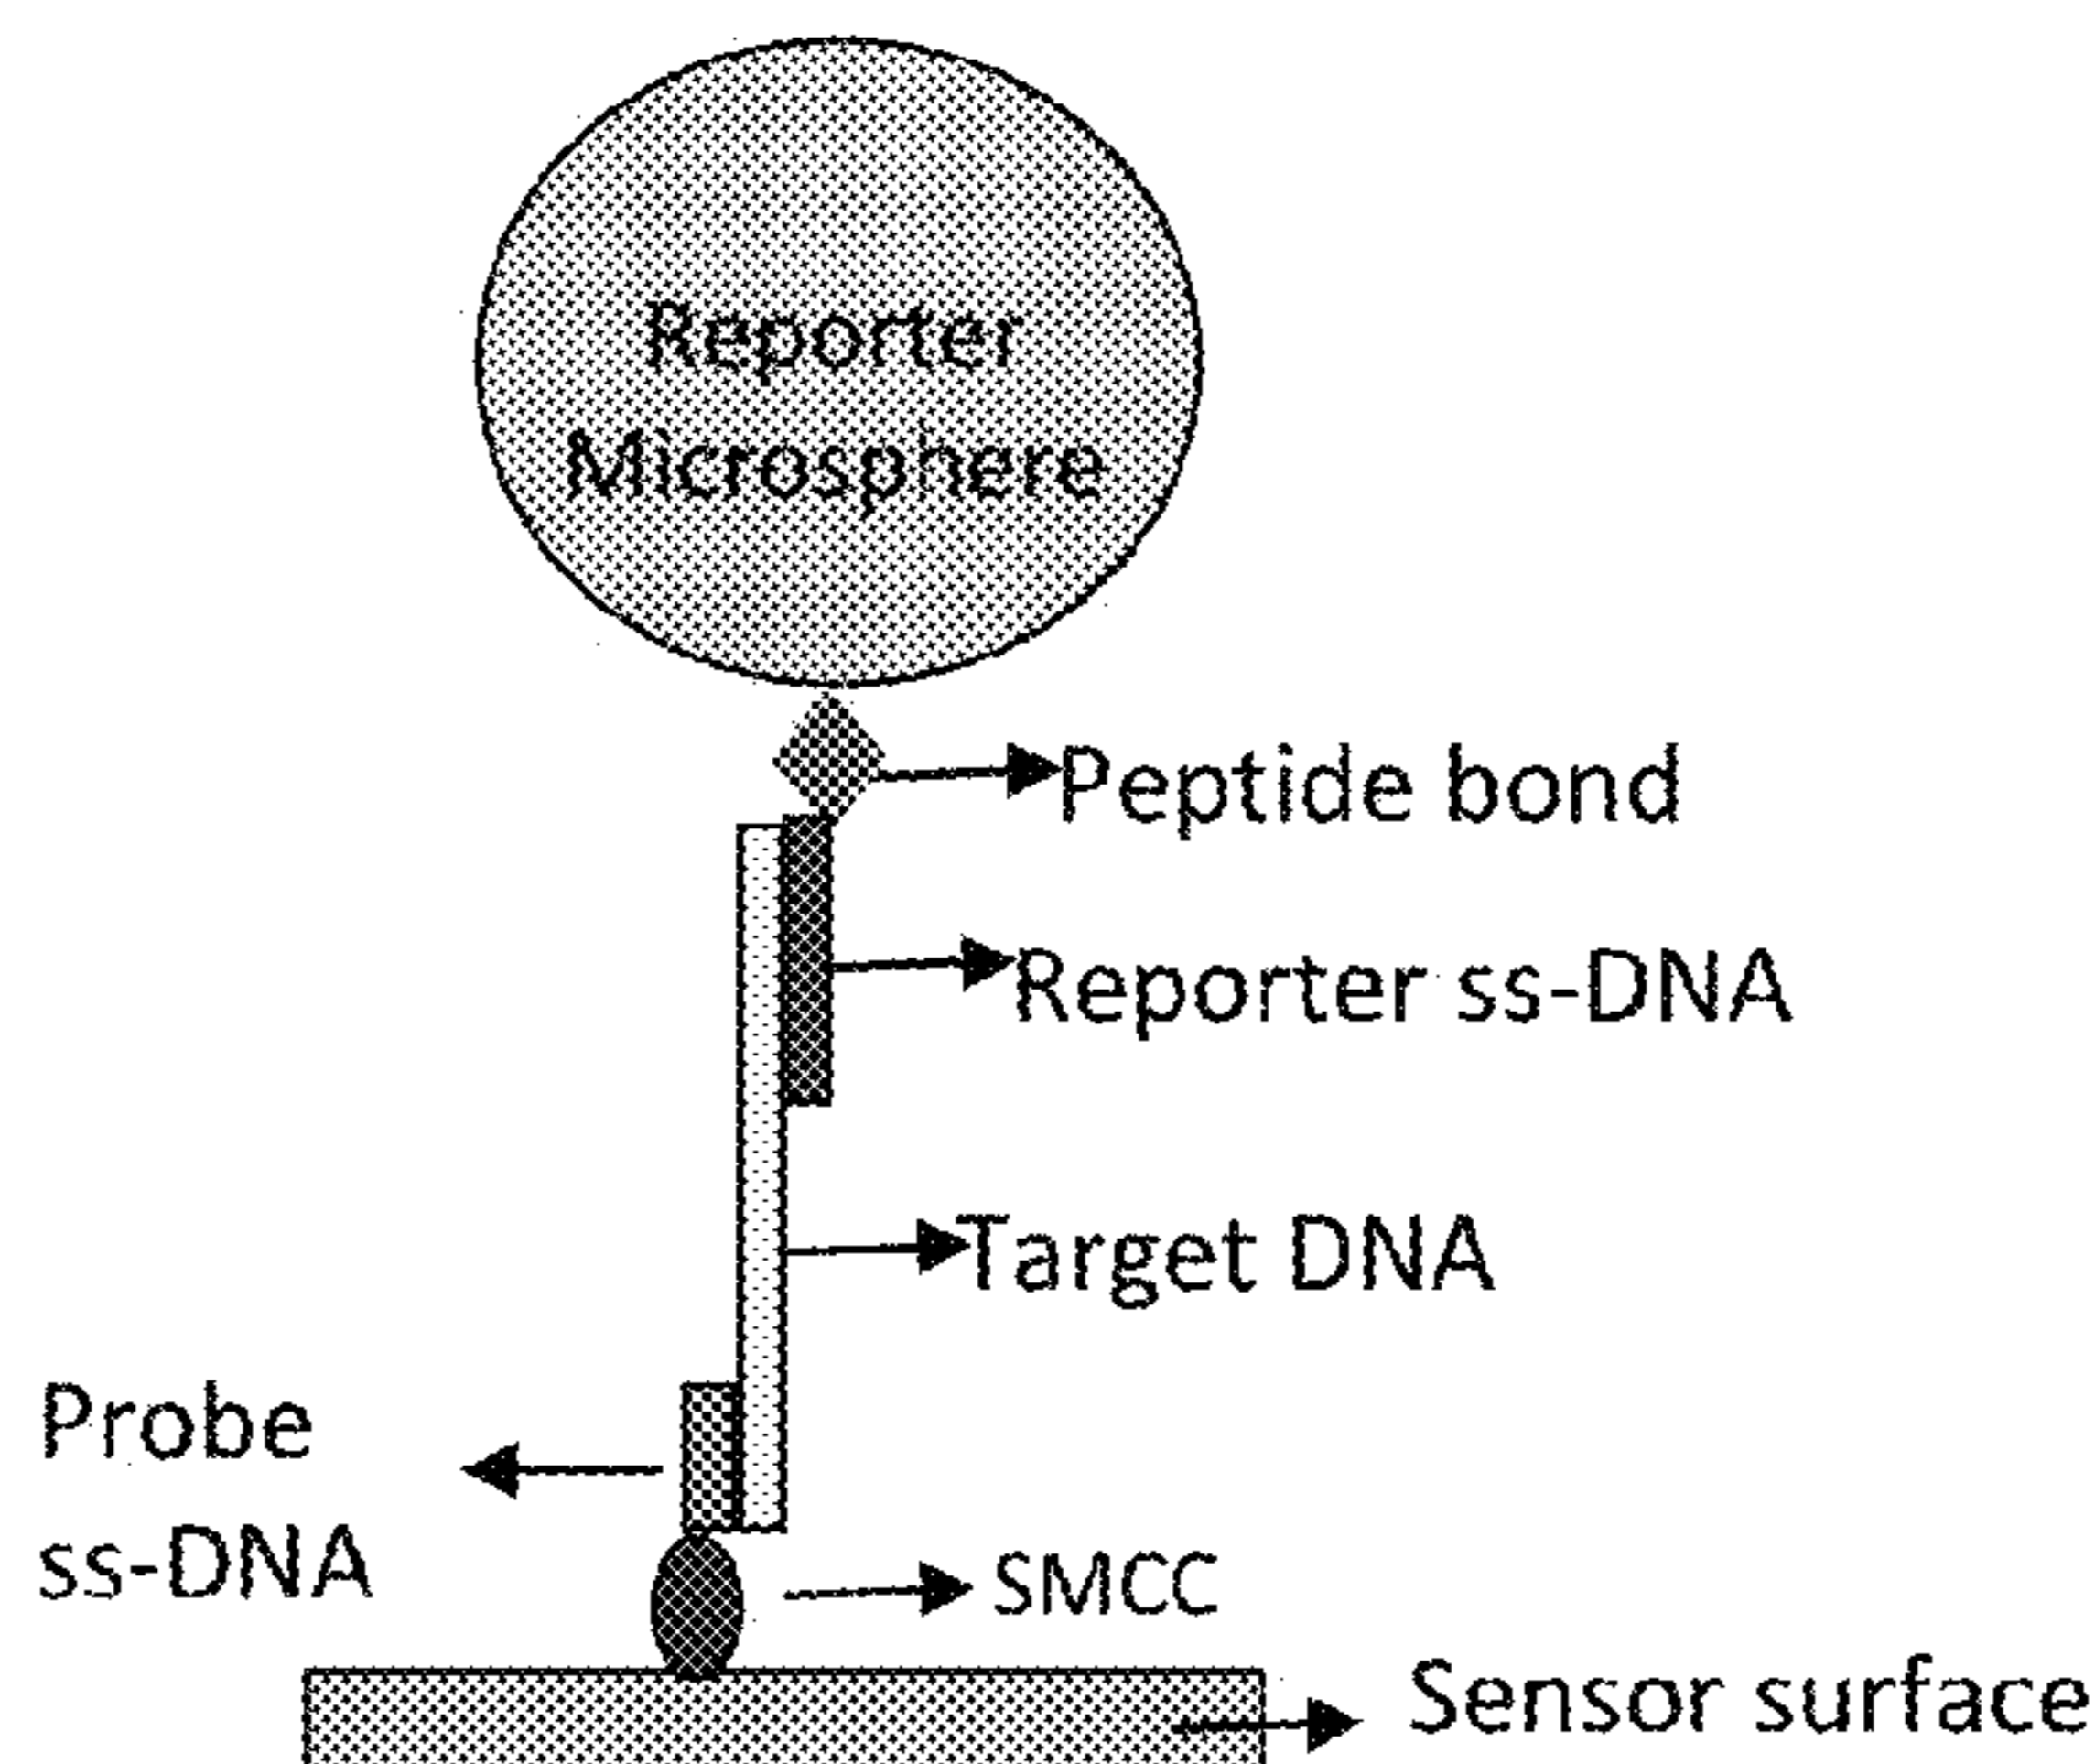 Reporter
Microsphere
Peptide bond
Reporter ss-DNA
Target DNA
Probe
ss-DNA
SMCC
Sensor surface